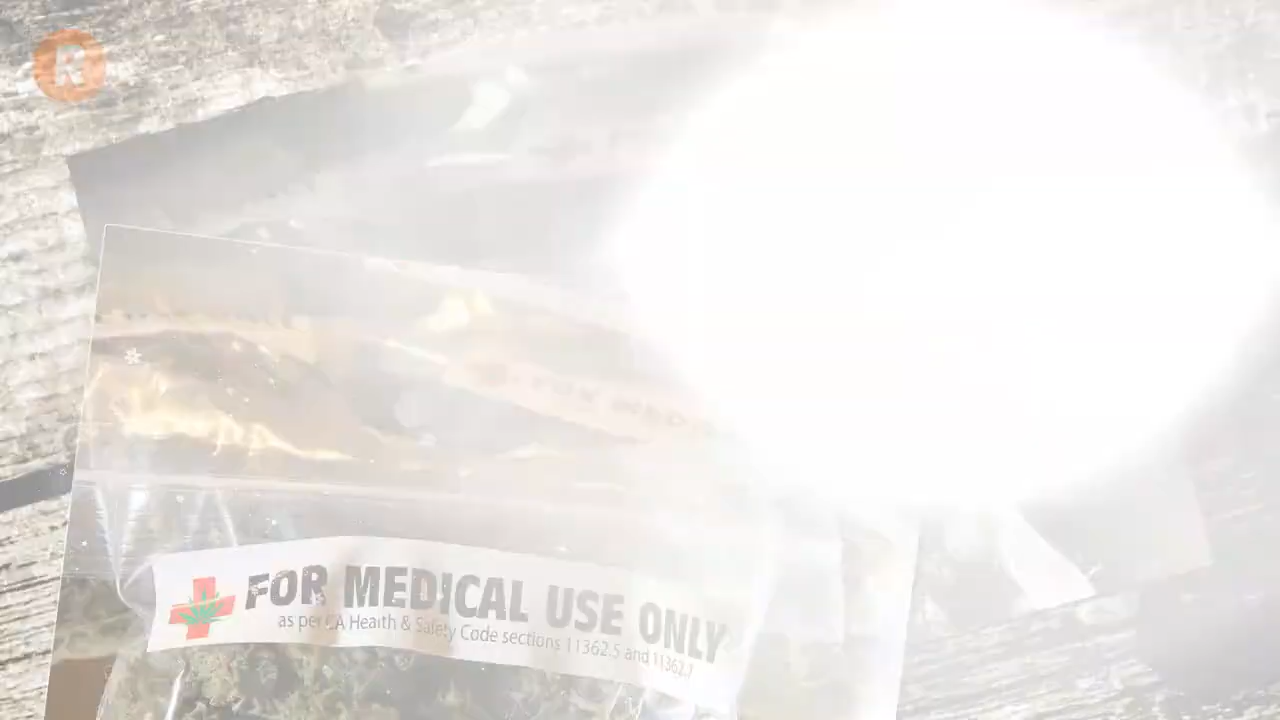 R
FOR MEDICAL USE ONLY
as per CA Health & Safety Code sections 11362.5 and 11362.7